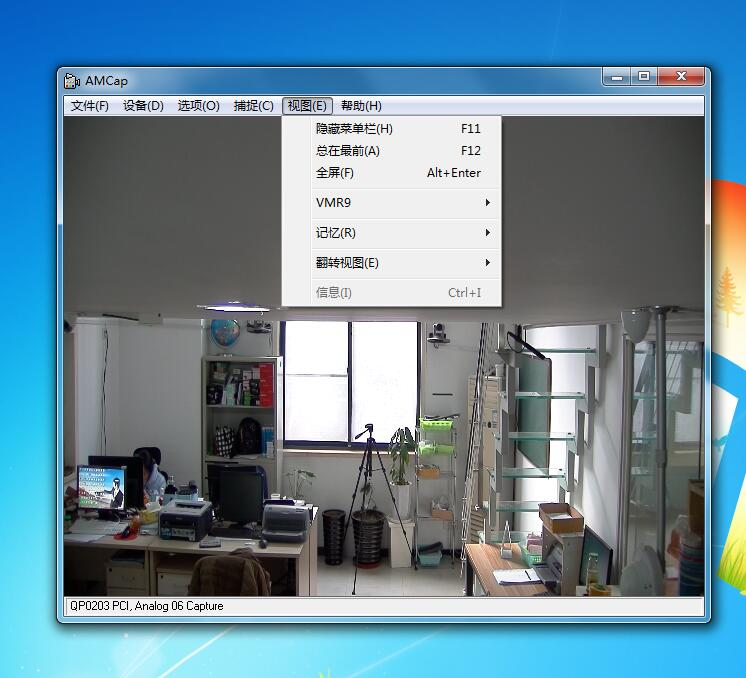 AMCap
文件(F) 设备(D) 选项(O) 捕捉(C) 视图(E) 帮助(H)
隐藏菜单栏(H) F11
总在最前(A) F12
全屏(F) Alt+Enter
VMR9
记忆(R)
翻转视图(E)
信息(I) Ctrl+I
QP0203 PCI, Analog 06 Capture